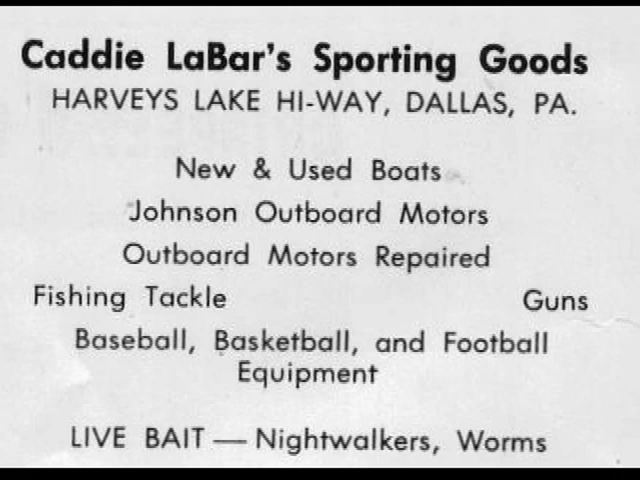 Caddie LaBar's Sporting Goods
HARVEYS LAKE HI-WAY, DALLAS, PA.
New & Used Boats
Johnson Outboard Motors
Outboard Motors Repaired
Fishing Tackle Guns
Baseball, Basketball, and Football
Equipment
LIVE BAIT — Nightwalkers, Worms